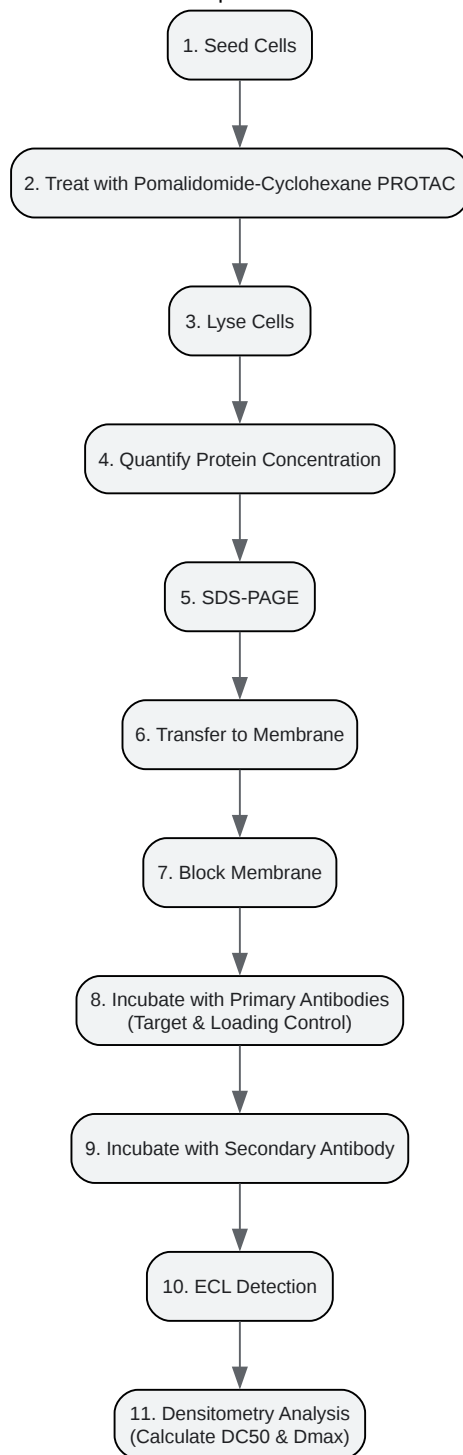 1. Seed Cells
2. Treat with Pomalidomide-Cyclohexane PROTAC
3. Lyse Cells
4. Quantify Protein Concentration
5. SDS-PAGE
6. Transfer to Membrane
7. Block Membrane
8. Incubate with Primary Antibodies
(Target & Loading Control)
9. Incubate with Secondary Antibody
10. ECL Detection
11. Densitometry Analysis
(Calculate DC50 & Dmax)